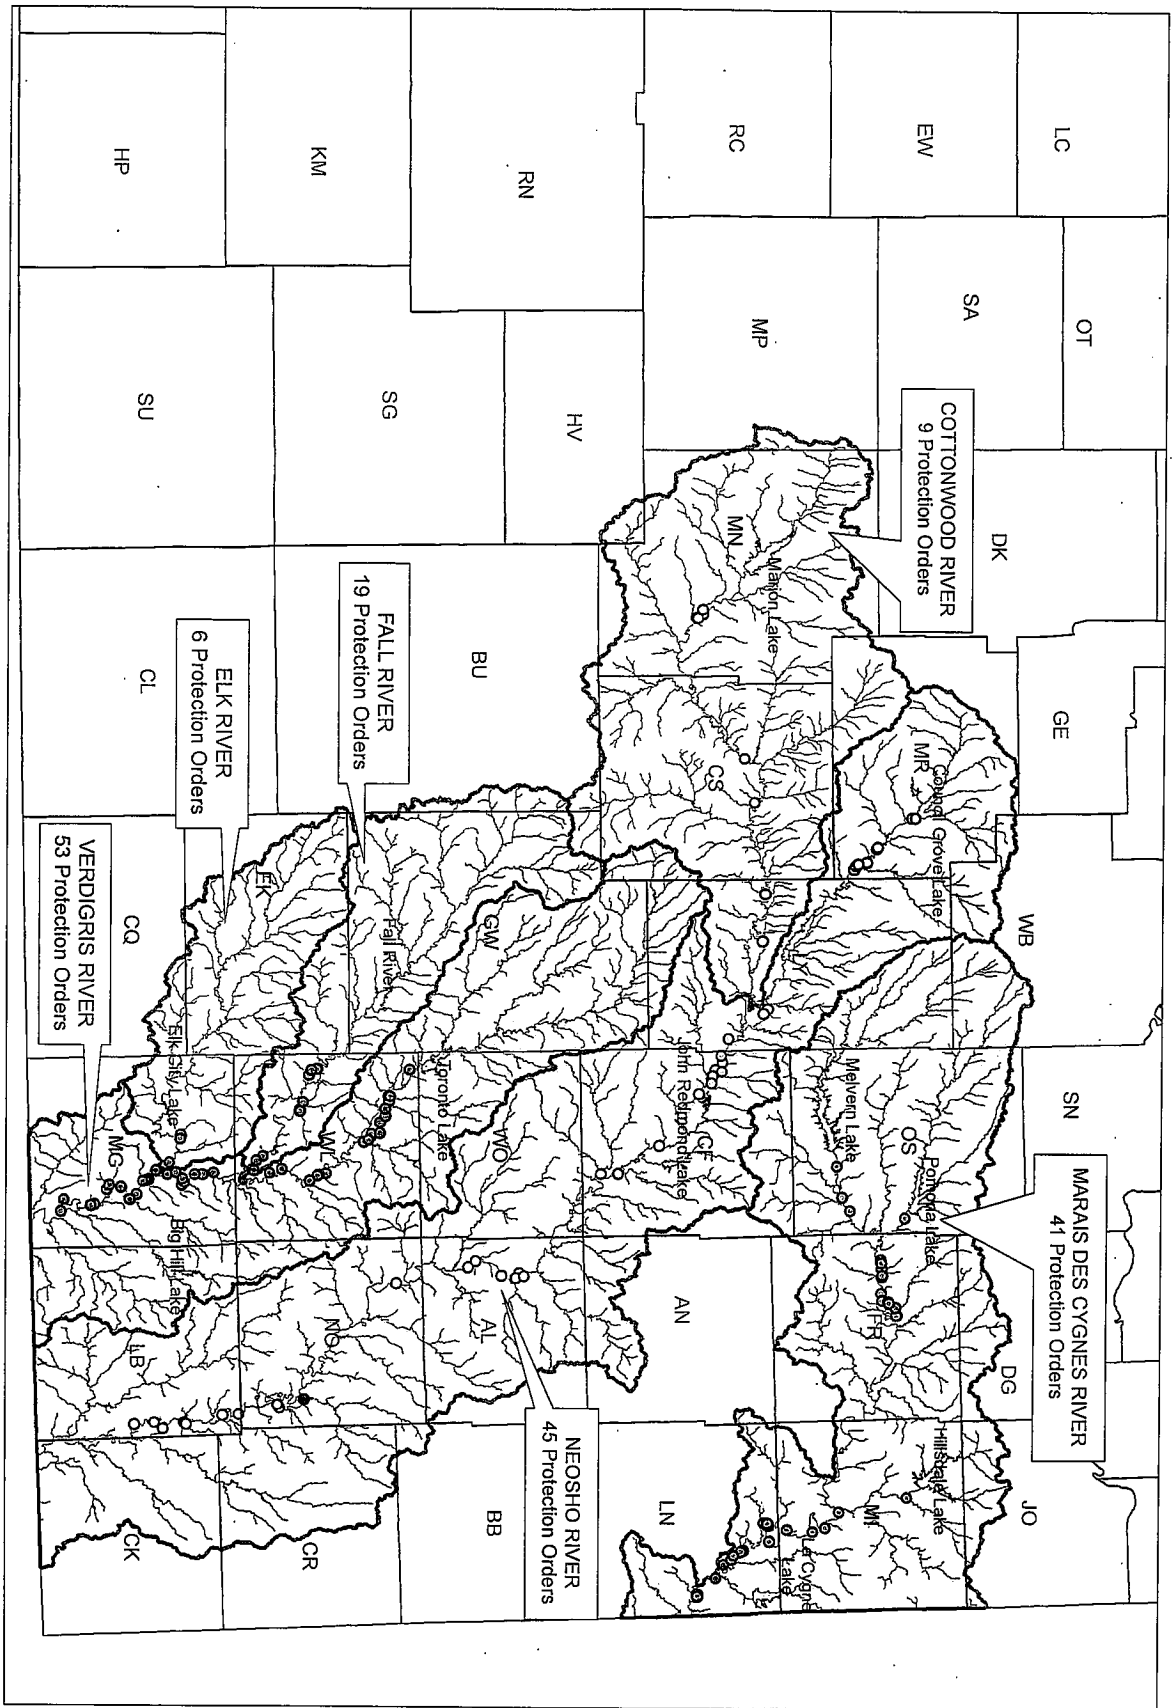 LC
OT
DK
GE
WB
SN
MARAIS DES CYGNES RIVER
41 Protection Orders
DG
JO
EW
SA
COTTONWOOD RIVER
9 Protection Orders
MR
Council Grove Lake
OS
Pomona Lake
Melvern Lake
FR
Hillsdale Lake
MI
La Cygne
Lake
RC
MP
MN
Marion Lake
CS
John Redmond Lake
CF
AN
LN
RN
HV
BU
GW
Toronto Lake
WO
AL
NEOSHO RIVER
45 Protection Orders
BB
KM
SG
FALL RIVER
19 Protection Orders
Fall River
WL
NO
CR
HP
SU
CL
ELK RIVER
6 Protection Orders
EK
CQ
Elk City Lake
MG
Big Hill Lake
LB
CK
VERDIGRIS RIVER
53 Protection Orders